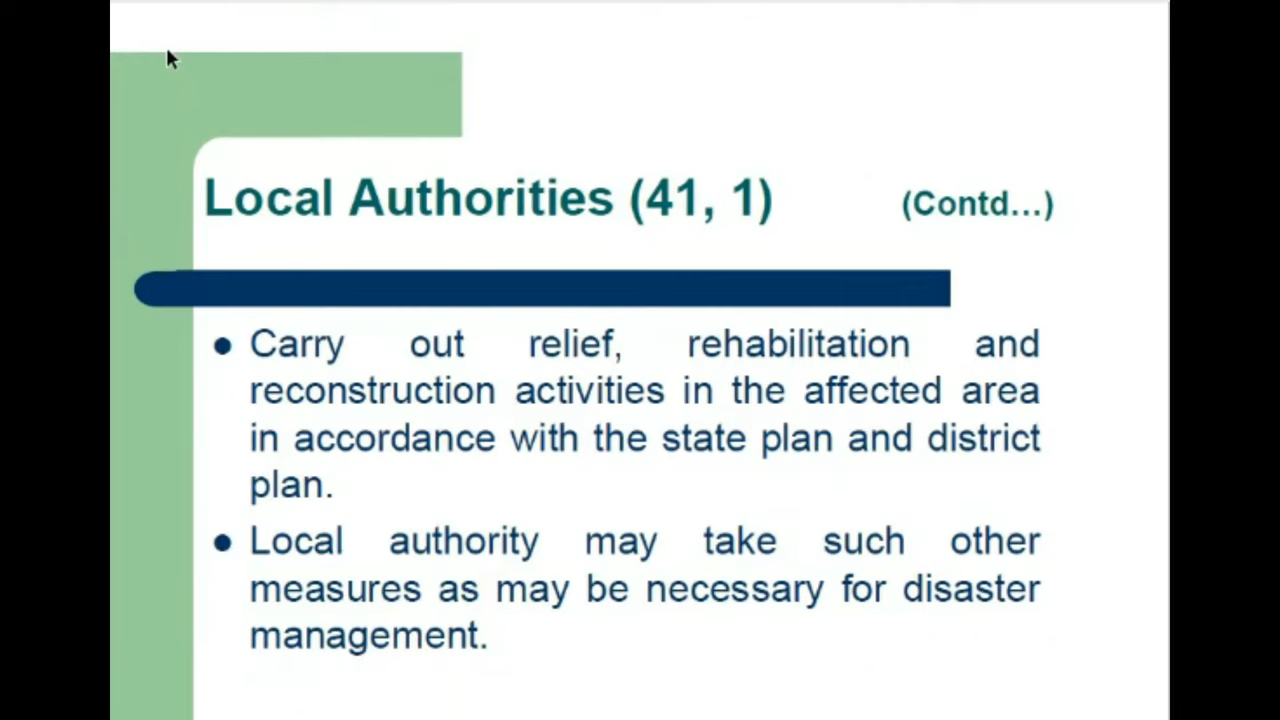 Local Authorities (41, 1) (Contd...)
● Carry out relief, rehabilitation and
reconstruction activities in the affected area
in accordance with the state plan and district
plan.
● Local authority may take such other
measures as may be necessary for disaster
management.